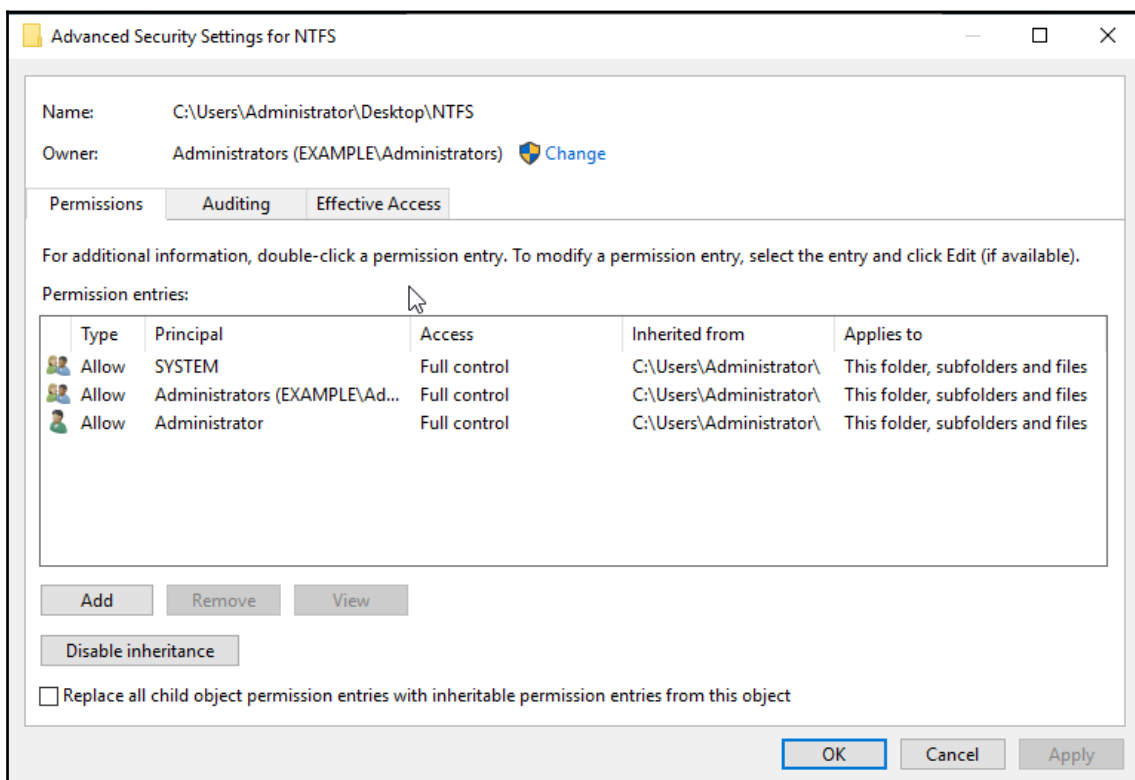 Advanced Security Settings for NTFS
Name: C:\Users\Administrator\Desktop\NTFS
Owner: Administrators (EXAMPLE\Administrators) Change
Permissions Auditing Effective Access
For additional information, double-click a permission entry. To modify a permission entry, select the entry and click Edit (if available).
Permission entries:
Type Principal Access Inherited from Applies to
Allow SYSTEM Full control C:\Users\Administrator\ This folder, subfolders and files
Allow Administrators (EXAMPLE\Ad... Full control C:\Users\Administrator\ This folder, subfolders and files
Allow Administrator Full control C:\Users\Administrator\ This folder, subfolders and files
Add Remove View
Disable inheritance
Replace all child object permission entries with inheritable permission entries from this object
OK Cancel Apply